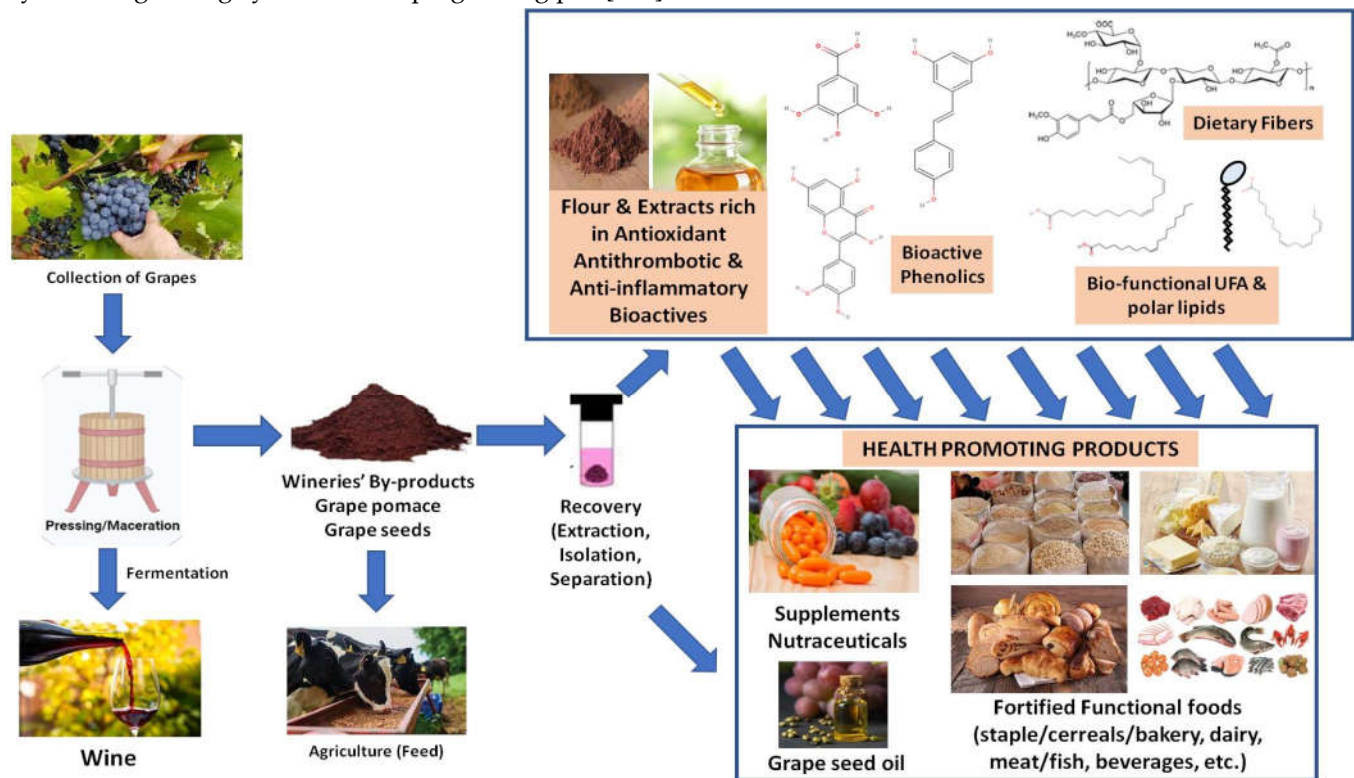 Collection of Grapes
Pressing/Maceration
Fermentation
Wine
Wineries' By-products
Grape pomace
Grape seeds
Agriculture (Feed)
Recovery
(Extraction,
Isolation,
Separation)
Flour & Extracts rich
in Antioxidant
Antithrombotic &
Anti-inflammatory
Bioactives
Bioactive
Phenolics
Dietary Fibers
Bio-functional UFA &
polar lipids
HEALTH PROMOTING PRODUCTS
Supplements
Nutraceuticals
Grape seed oil
Fortified Functional foods
(staple/cerreals/bakery, dairy,
meat/fish, beverages, etc.)